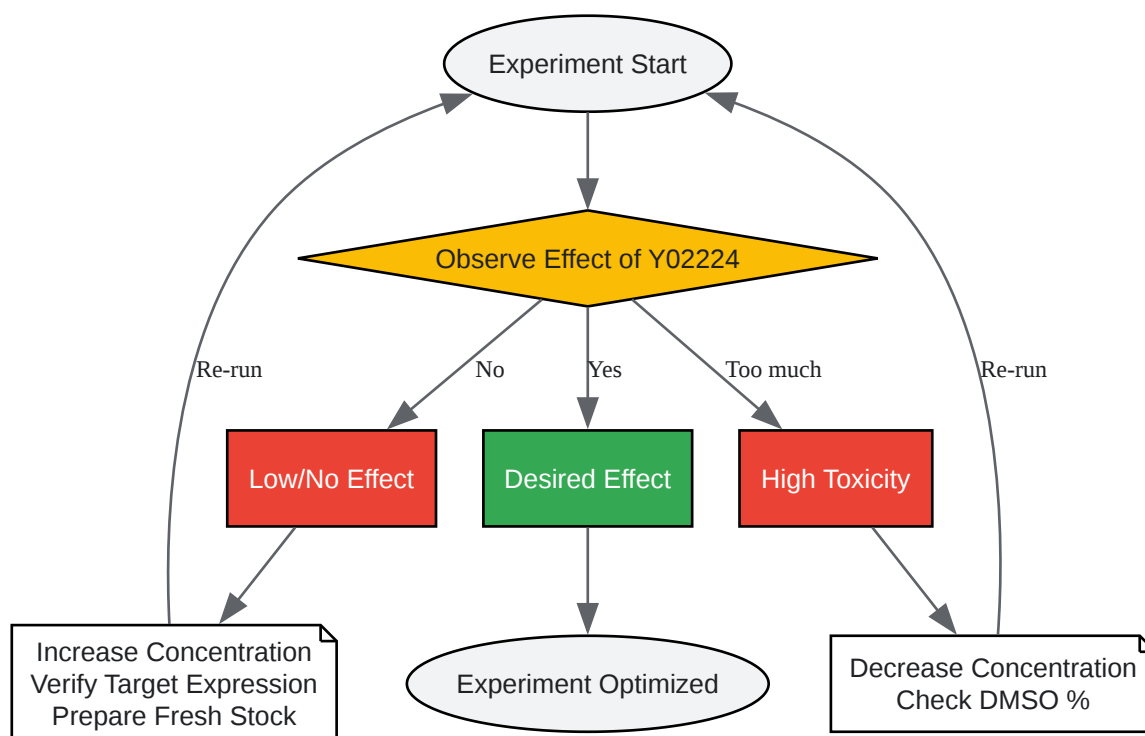 Experiment Start
Observe Effect of Y02224
Re-run
No
Yes
Too much
Re-run
Low/No Effect
Desired Effect
High Toxicity
Increase Concentration
Verify Target Expression
Prepare Fresh Stock
Experiment Optimized
Decrease Concentration
Check DMSO %